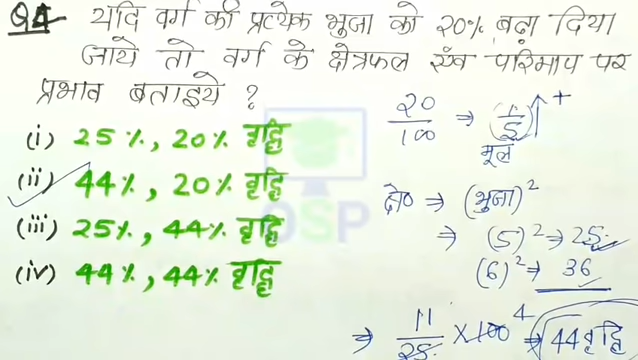 Q4 यदि वर्ग की प्रत्येक भुजा को 20% बढ़ा दिया
जाये तो वर्ग के क्षेत्रफल एंव परिमाप पर
प्रभाव बताइये ?
(i) 25%, 20% वृद्धि
(ii) 44%, 20% वृद्धि
(iii) 25%, 44% वृद्धि
(iv) 44%, 44% वृद्धि
20/100 ⇒ (1/5)↑+
मूल
क्षे० ⇒ (भुजा)²
⇒ (5)² ⇒ 25
(6)² ⇒ 36
⇒ 11/25 × 100 4 ⇒ 44 वृद्धि
DSP